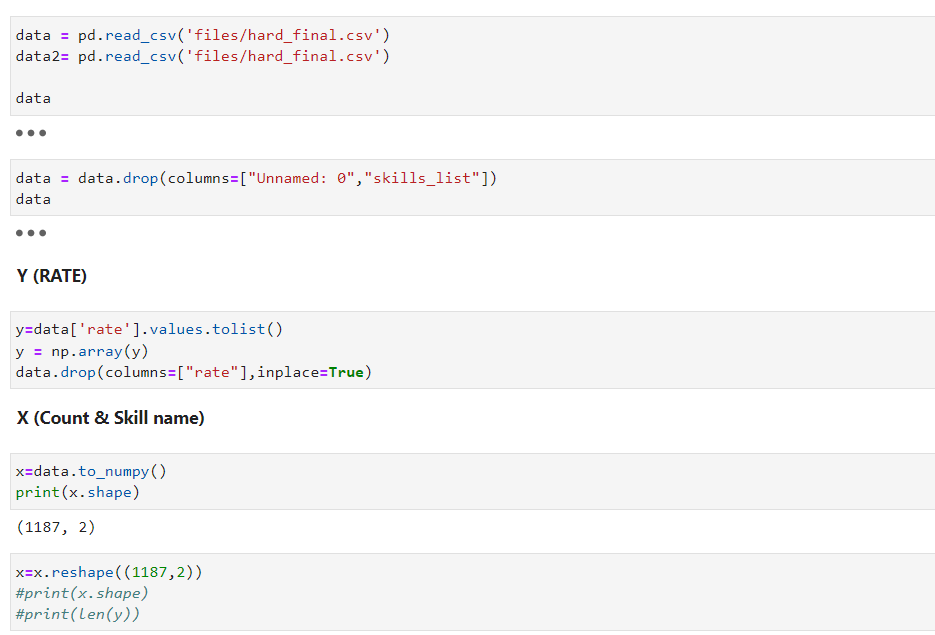 data = pd.read_csv('files/hard_final.csv')
data2= pd.read_csv('files/hard_final.csv')
data
data = data.drop(columns=["Unnamed: 0","skills_list"])
data
Y (RATE)
y=data['rate'].values.tolist()
y = np.array(y)
data.drop(columns=["rate"],inplace=True)
X (Count & Skill name)
x=data.to_numpy()
print(x.shape)
(1187, 2)
x=x.reshape((1187,2))
#print(x.shape)
#print(len(y))